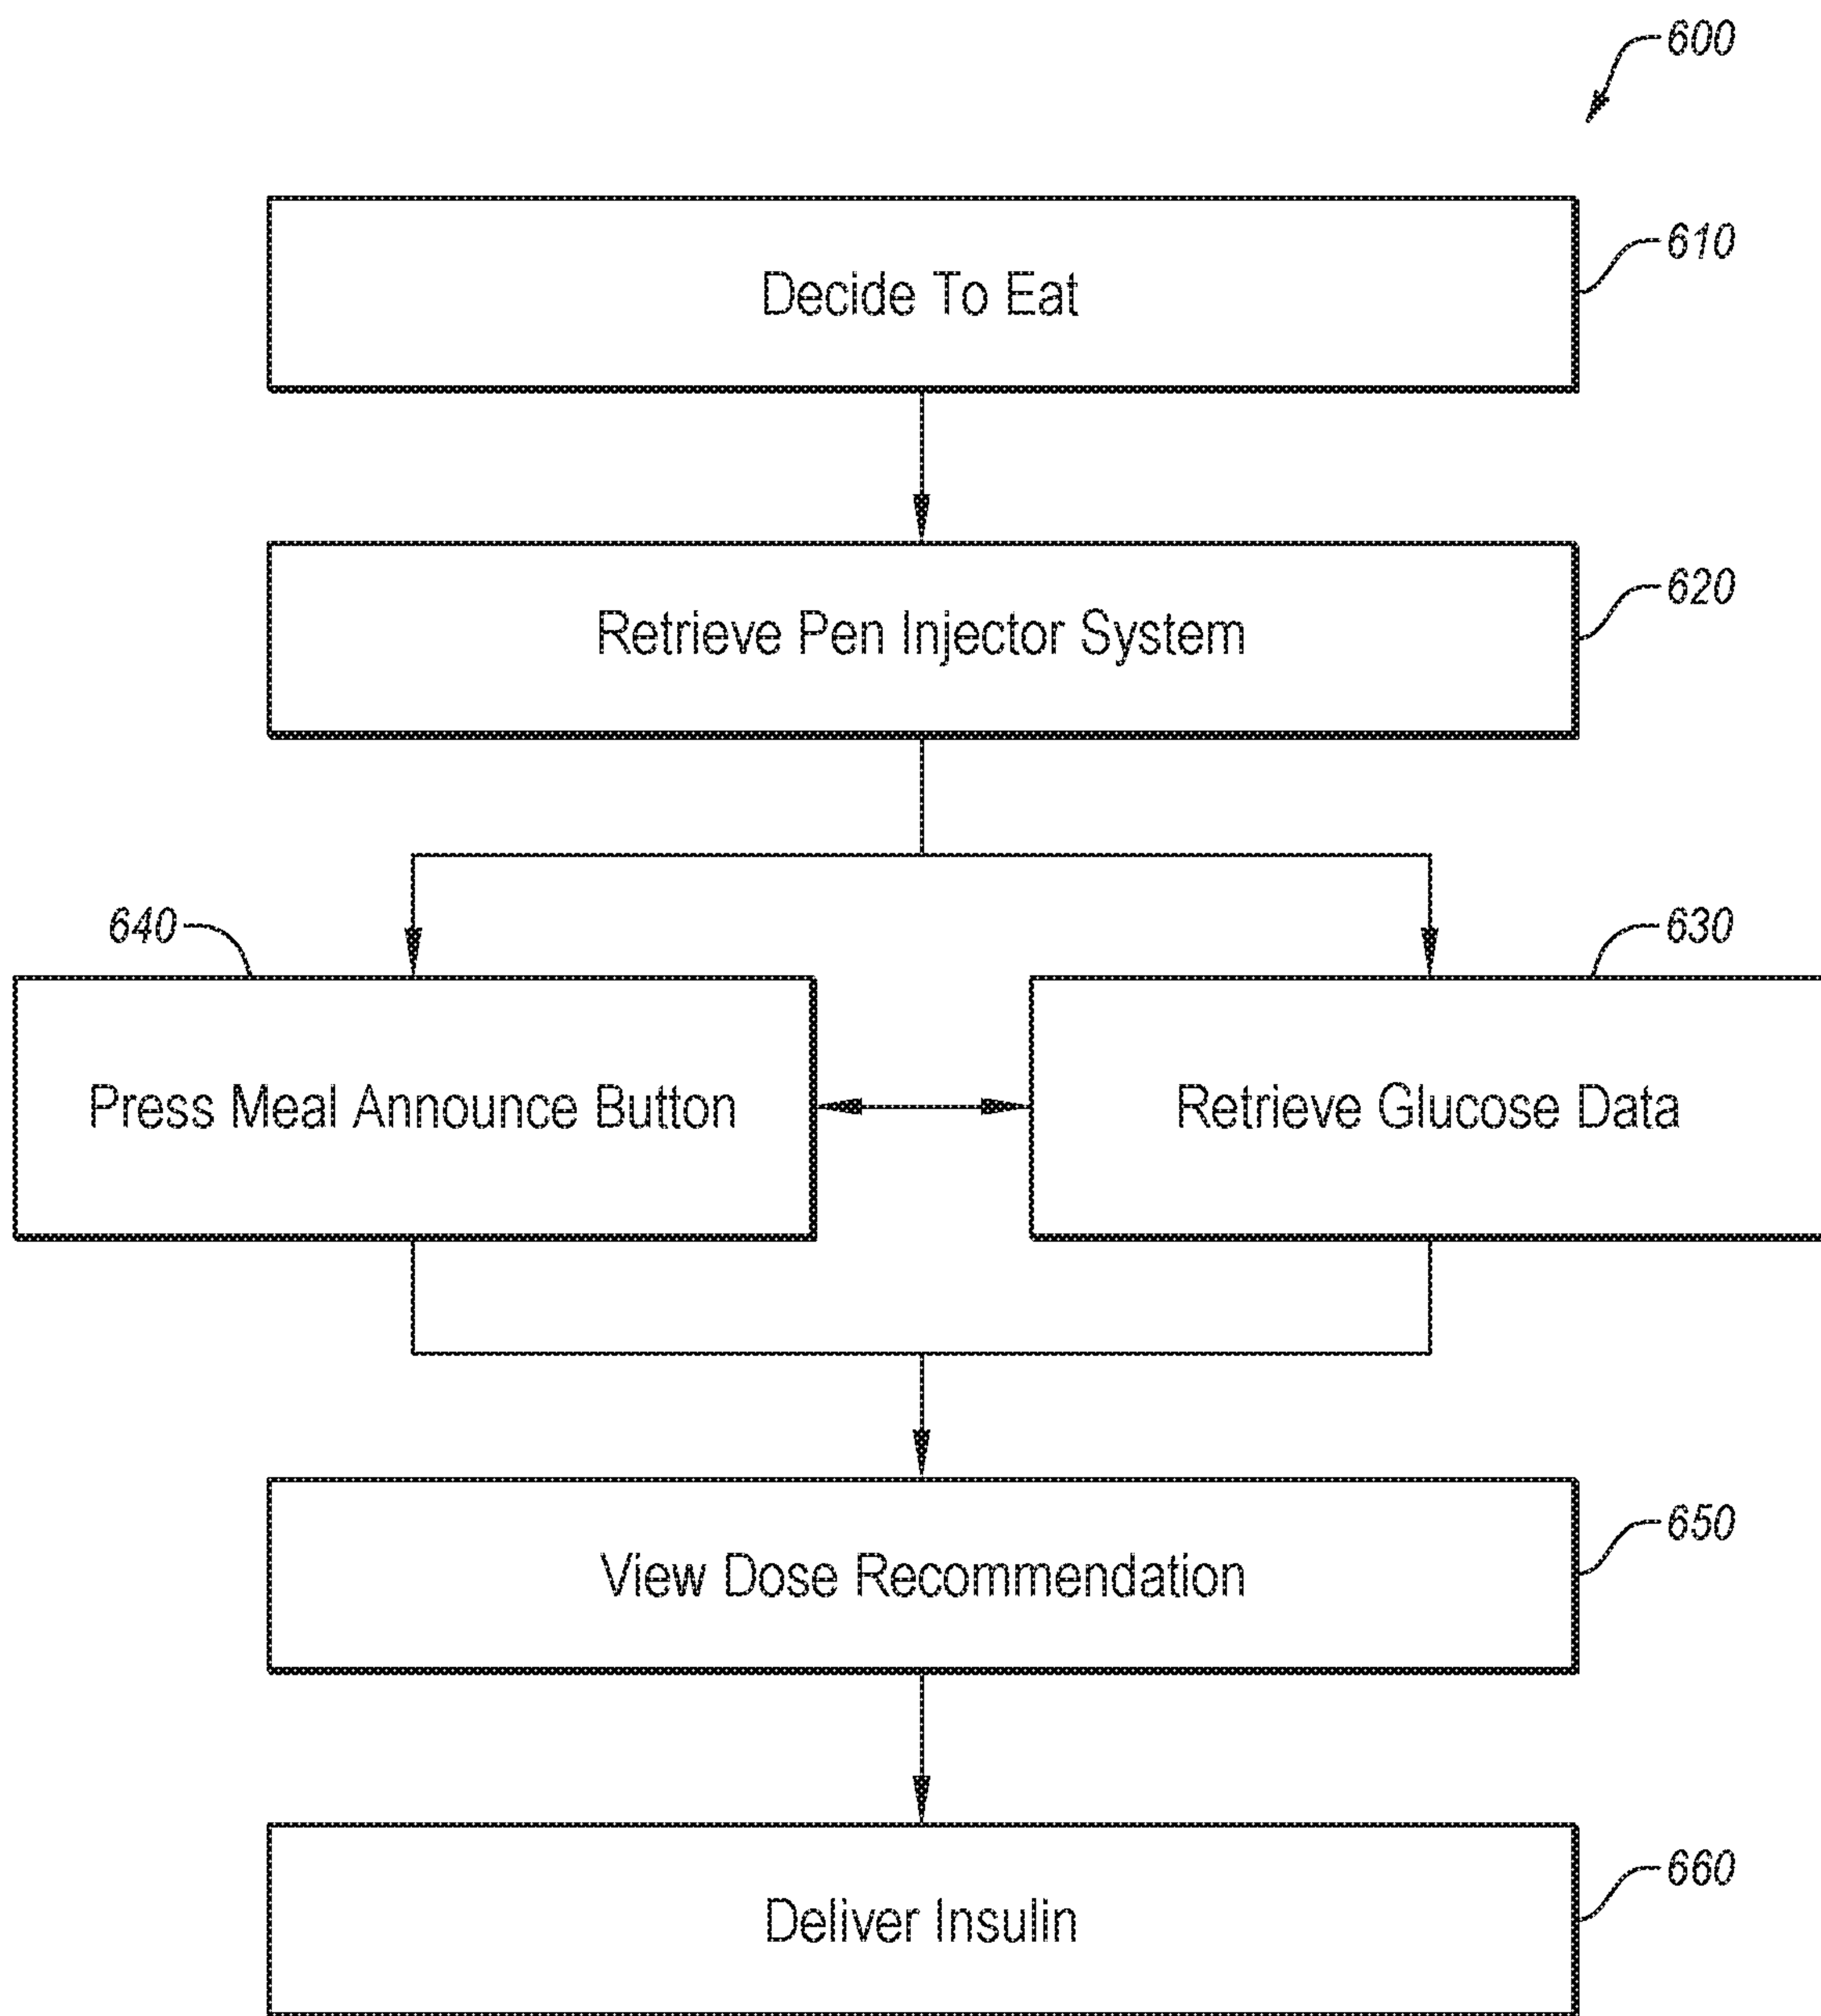 600
Decide To Eat
610
Retrieve Pen Injector System
620
640
630
Press Meal Announce Button
Retrieve Glucose Data
View Dose Recommendation
650
Deliver Insulin
660